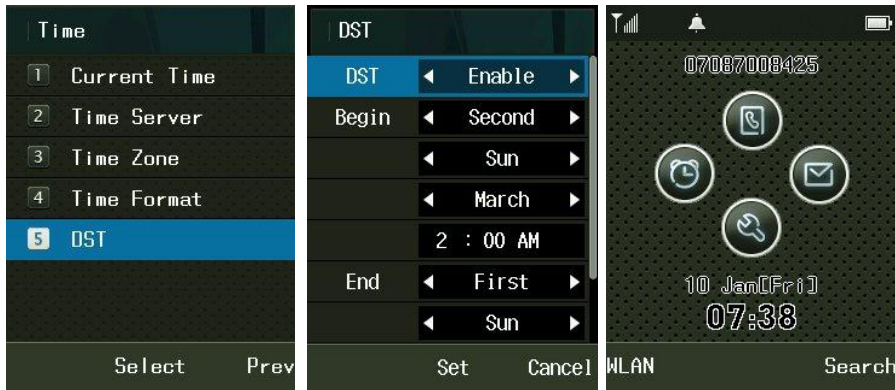 Time
1 Current Time
2 Time Server
3 Time Zone
4 Time Format
5 DST
Select Prev
DST
DST Enable
Begin Second
Sun
March
2 : 00 AM
End First
Sun
Set Cancel
07087008425
10 Jan[Fri]
07:38
WLAN Search